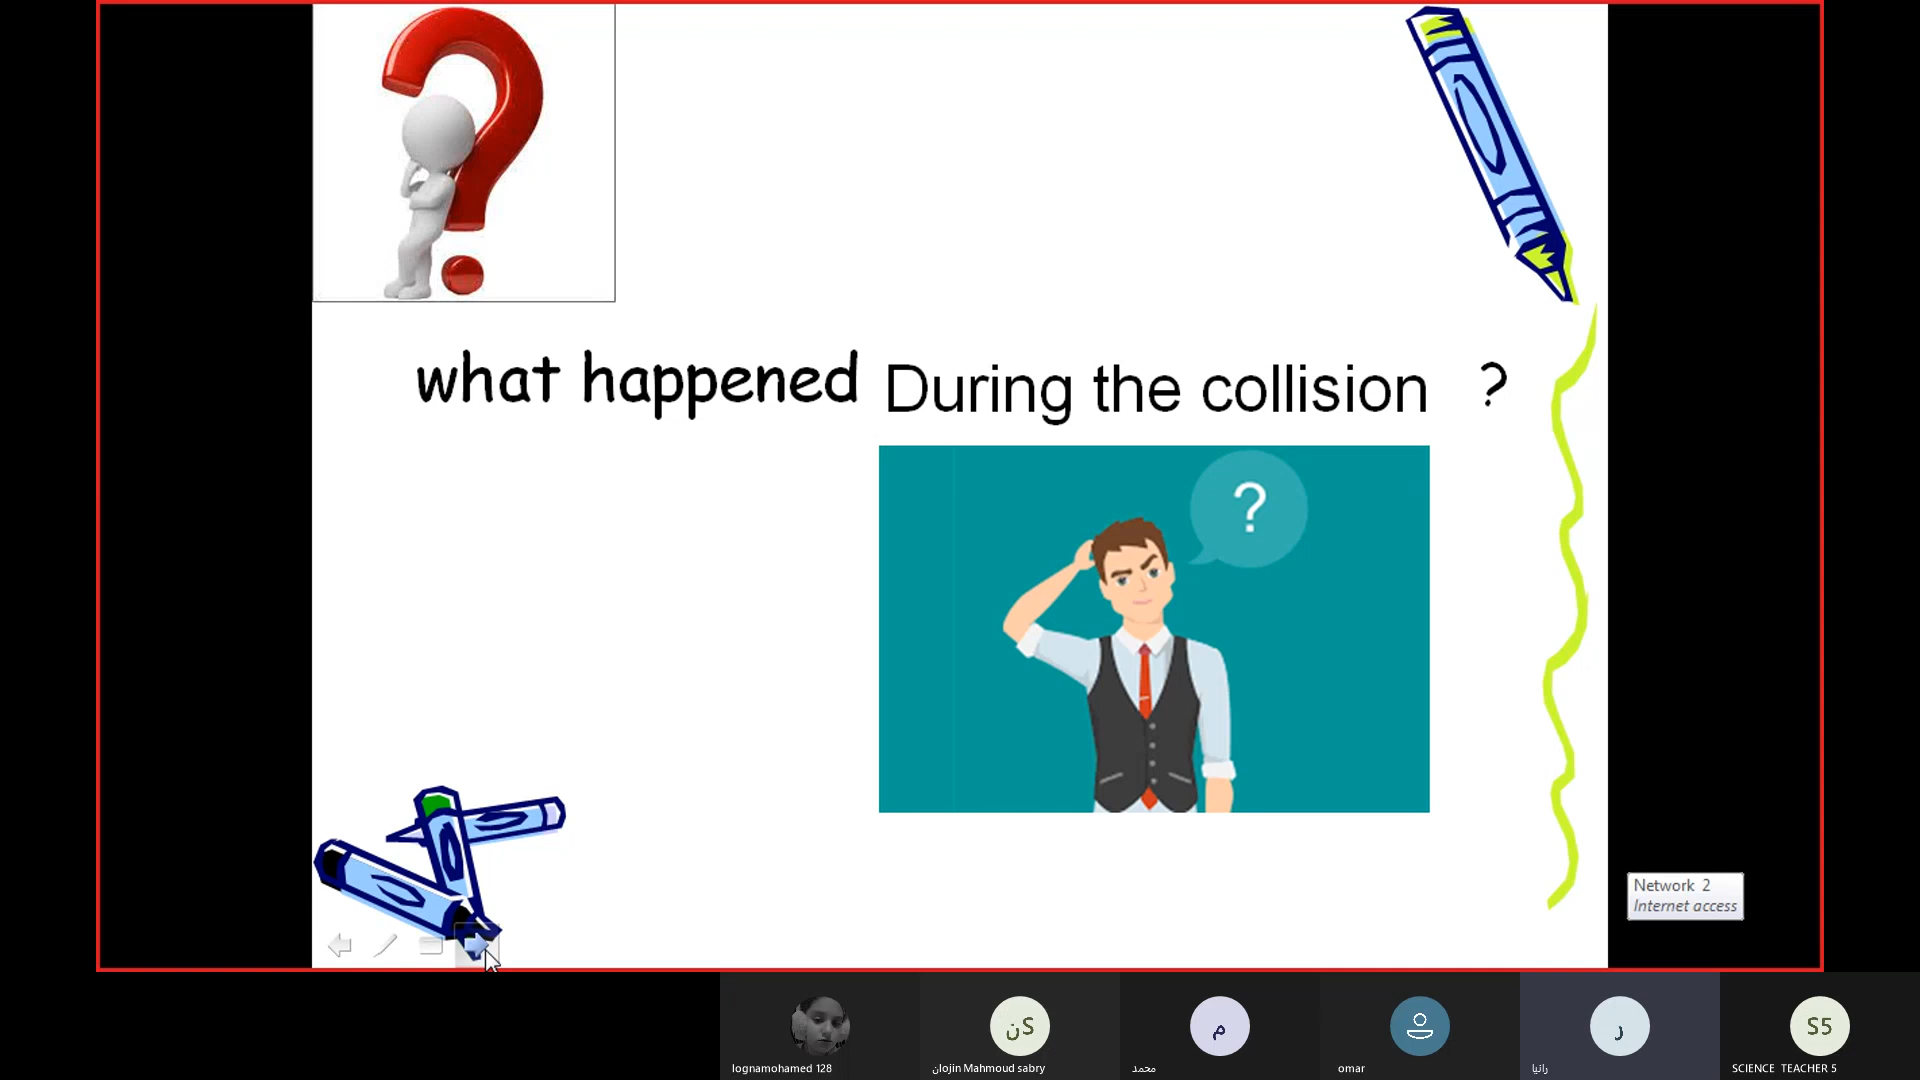 what happened During the collision ?
?
Network 2
Internet access
نS
م
ر
S5
lognamohamed 128
لوjin Mahmoud sabry
محمد
omar
رانيا
SCIENCE TEACHER 5